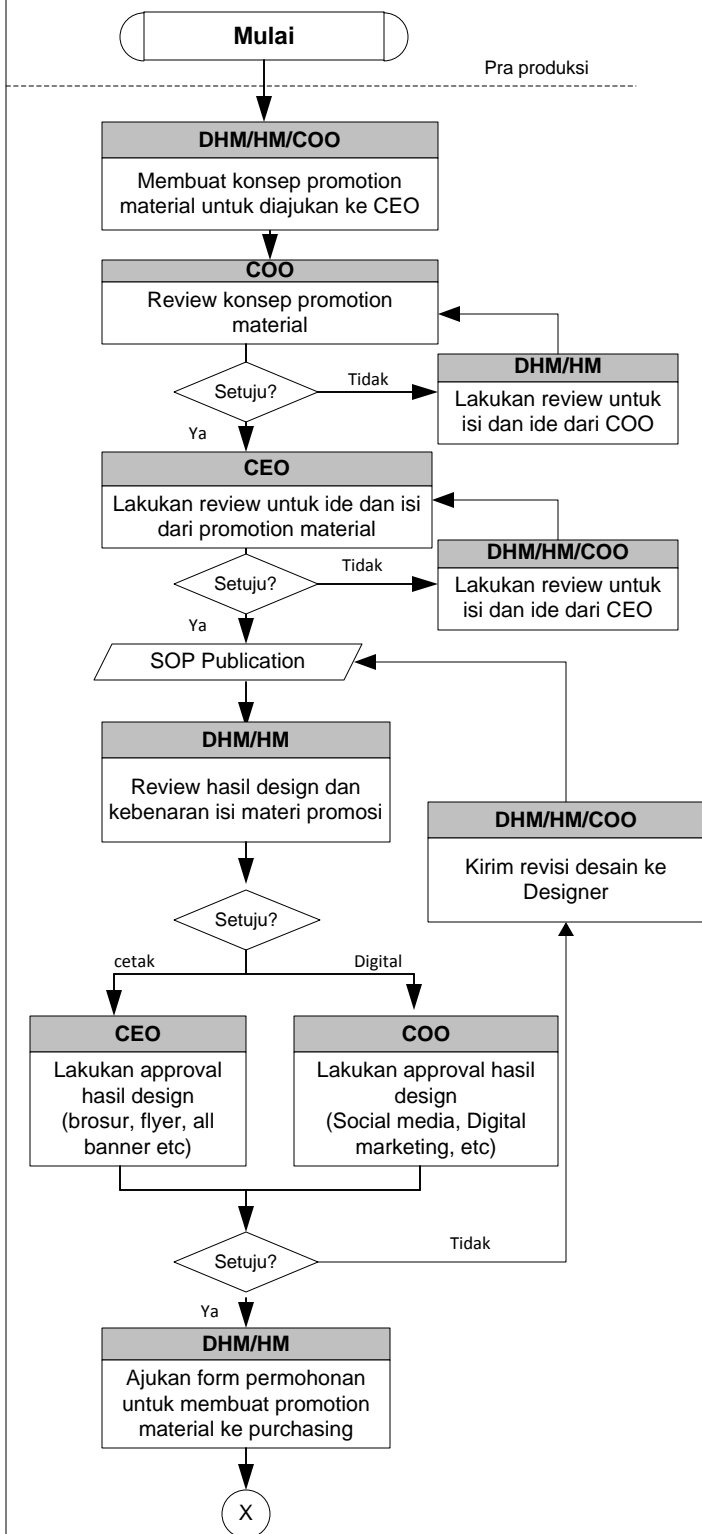 Mulai
Pra produksi
DHM/HM/COO
Membuat konsep promotion
material untuk diajukan ke CEO
COO
Review konsep promotion
material
Setuju?
Tidak
DHM/HM
Lakukan review untuk
isi dan ide dari COO
Ya
CEO
Lakukan review untuk ide dan isi
dari promotion material
Setuju?
Tidak
DHM/HM/COO
Lakukan review untuk
isi dan ide dari CEO
Ya
SOP Publication
DHM/HM
Review hasil design dan
kebenaran isi materi promosi
DHM/HM/COO
Kirim revisi desain ke
Designer
Setuju?
cetak
Digital
CEO
Lakukan approval
hasil design
(brosur, flyer, all
banner etc)
COO
Lakukan approval hasil
design
(Social media, Digital
marketing, etc)
Setuju?
Tidak
Ya
DHM/HM
Ajukan form permohonan
untuk membuat promotion
material ke purchasing
X